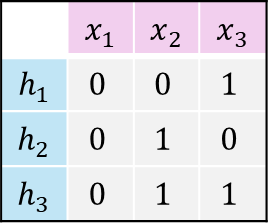 x₁ x₂ x₃
h₁ 0 0 1
h₂ 0 1 0
h₃ 0 1 1